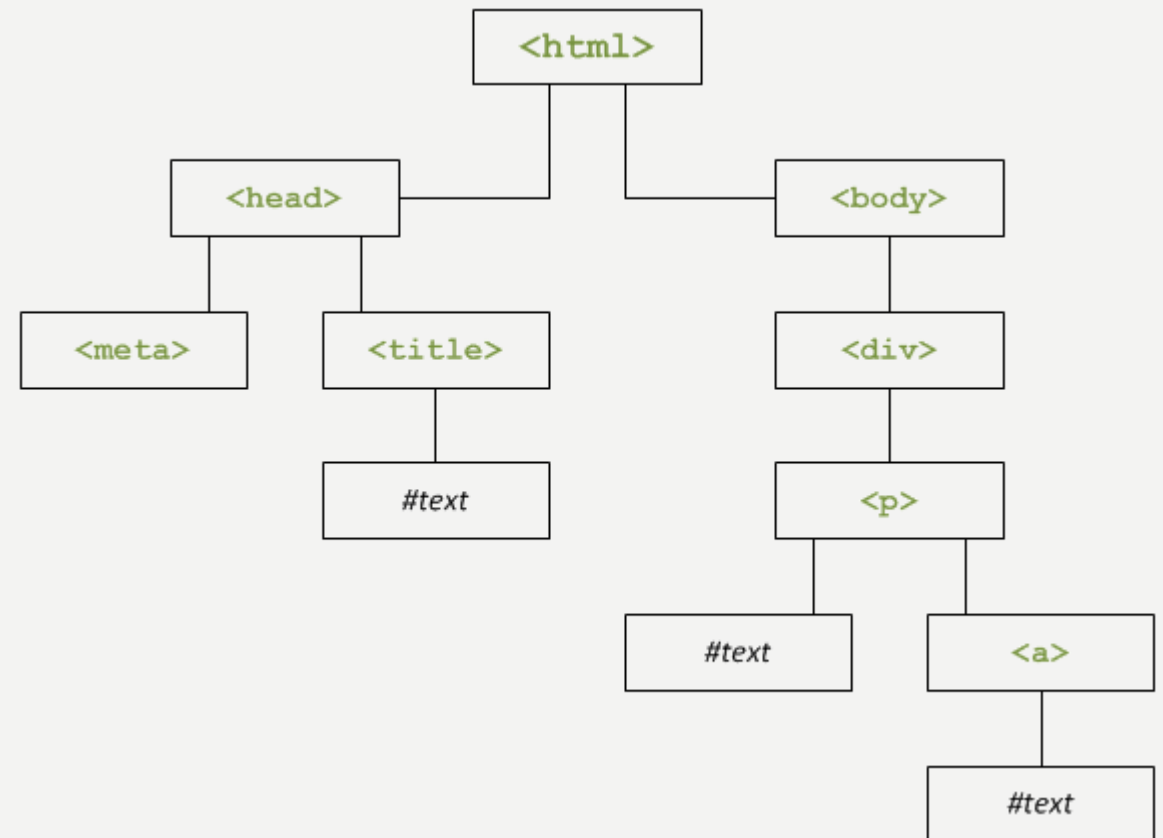 <html>
<head>
<body>
<meta>
<title>
<div>
#text
<p>
#text
<a>
#text